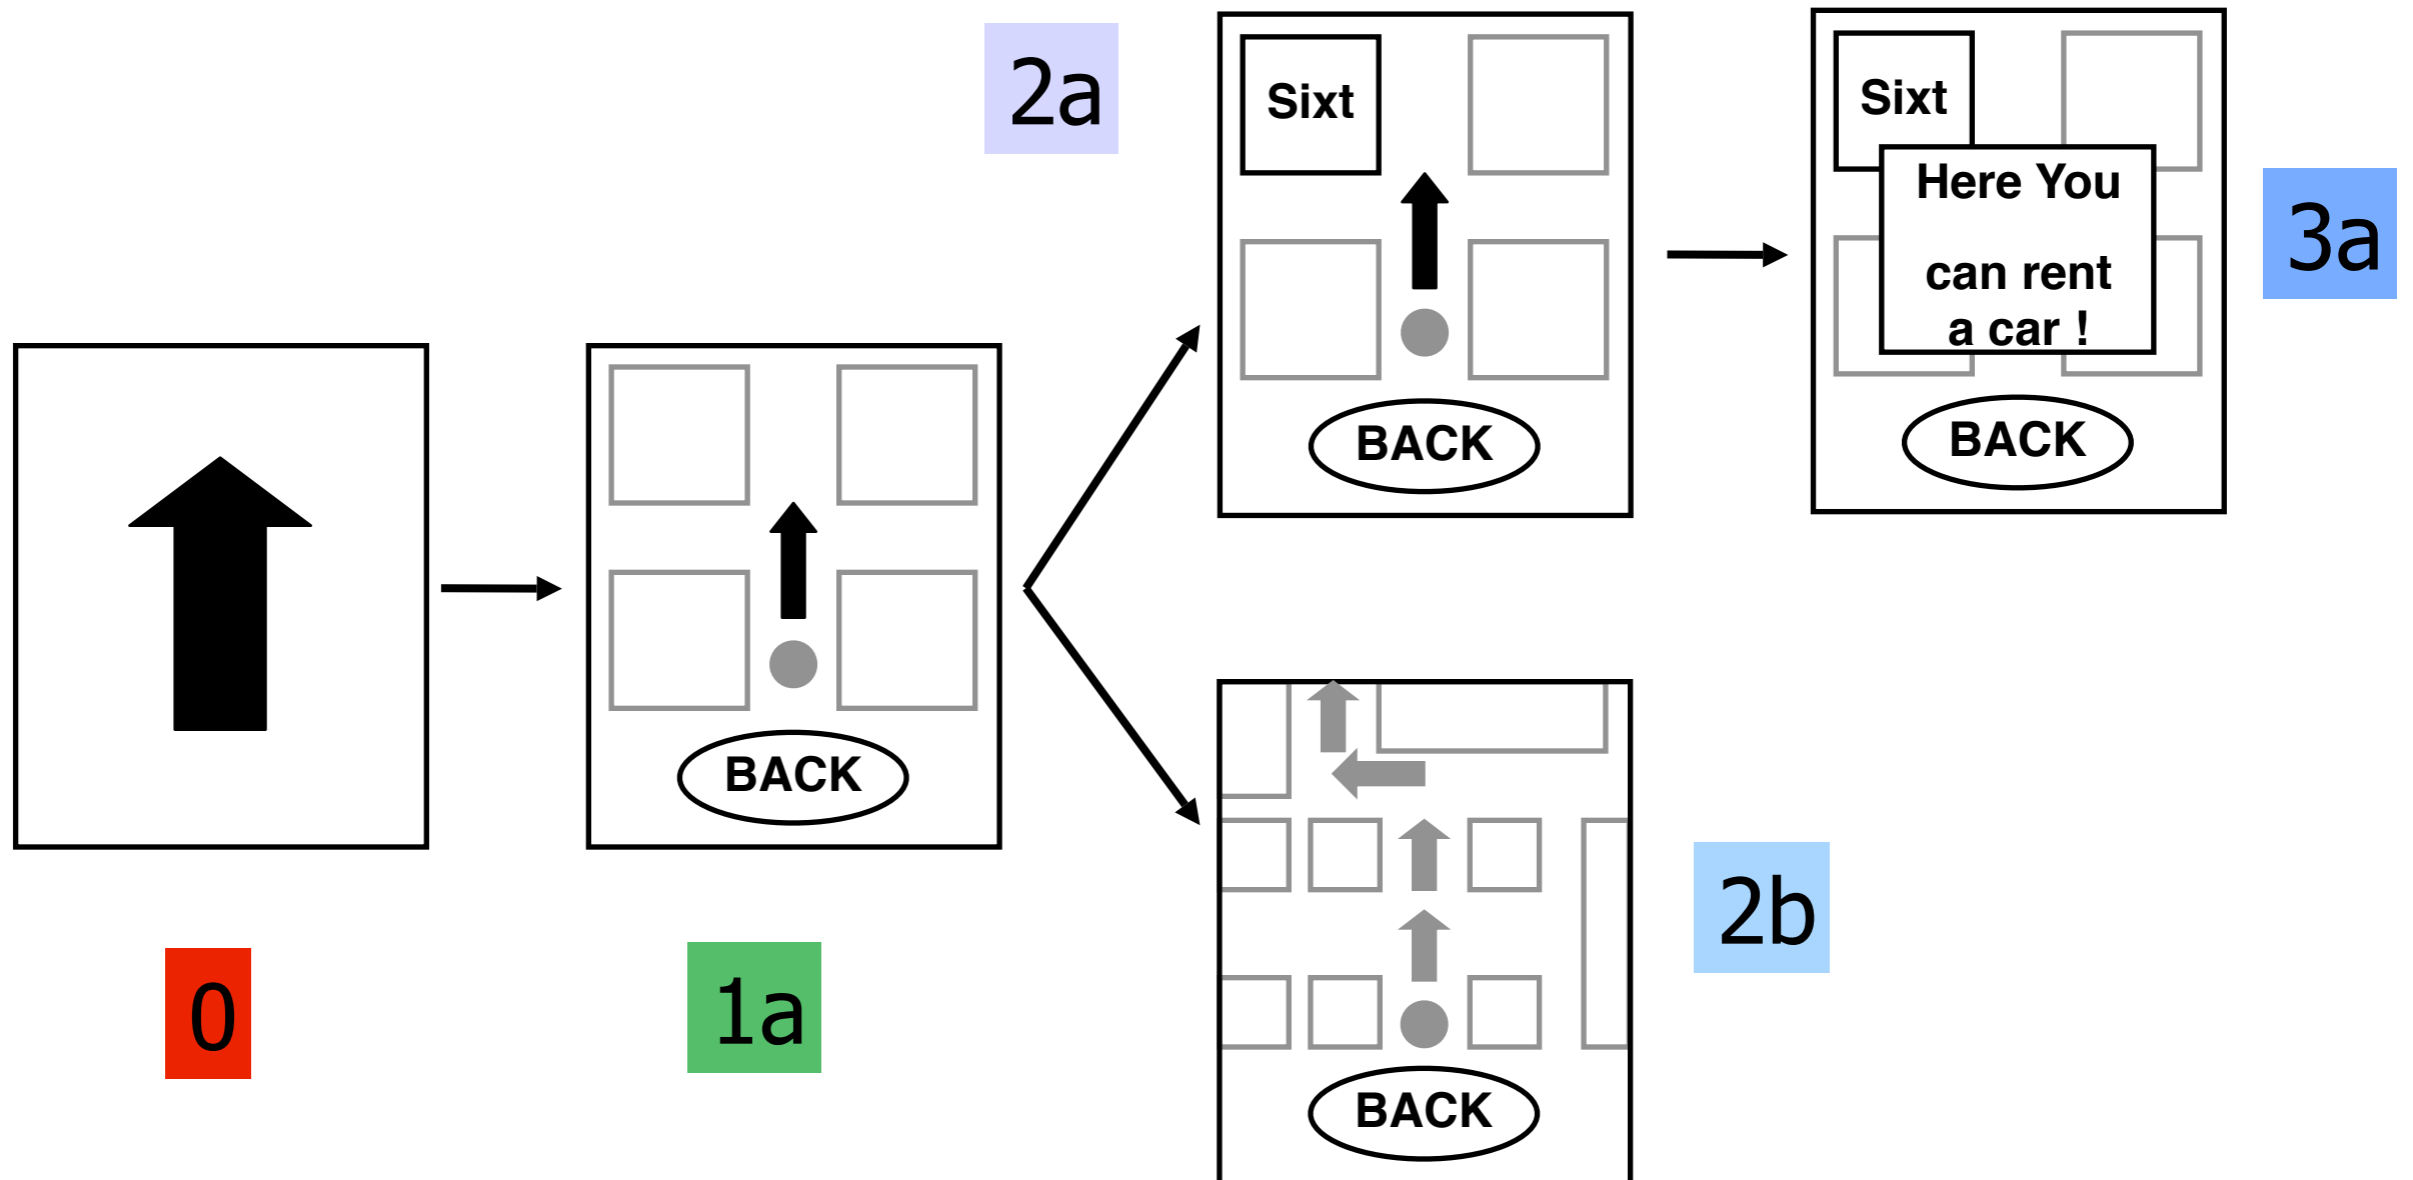 2a
Sixt
BACK
Sixt
Here You
can rent
a car !
BACK
3a
BACK
0
1a
BACK
2b